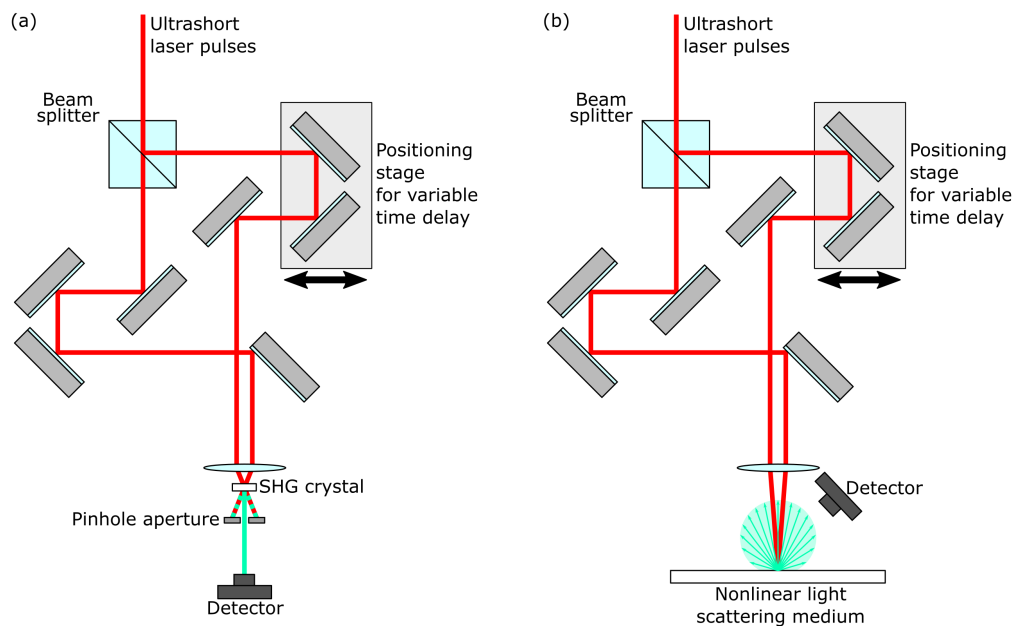 (a)
Ultrashort
laser pulses
Beam
splitter
Positioning
stage
for variable
time delay
SHG crystal
Pinhole aperture
Detector
(b)
Ultrashort
laser pulses
Beam
splitter
Positioning
stage
for variable
time delay
Detector
Nonlinear light
scattering medium